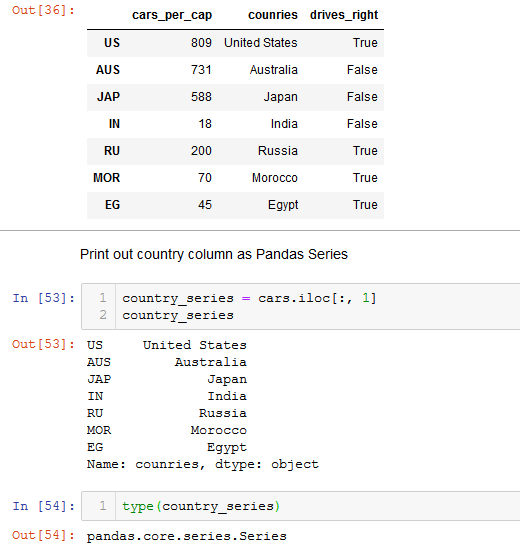 Out[36]:
cars_per_cap counries drives_right
US 809 United States True
AUS 731 Australia False
JAP 588 Japan False
IN 18 India False
RU 200 Russia True
MOR 70 Morocco True
EG 45 Egypt True
Print out country column as Pandas Series
In [53]: 1 country_series = cars.iloc[:, 1]
2 country_series
Out[53]: US United States
AUS Australia
JAP Japan
IN India
RU Russia
MOR Morocco
EG Egypt
Name: counries, dtype: object
In [54]: 1 type(country_series)
Out[54]: pandas.core.series.Series